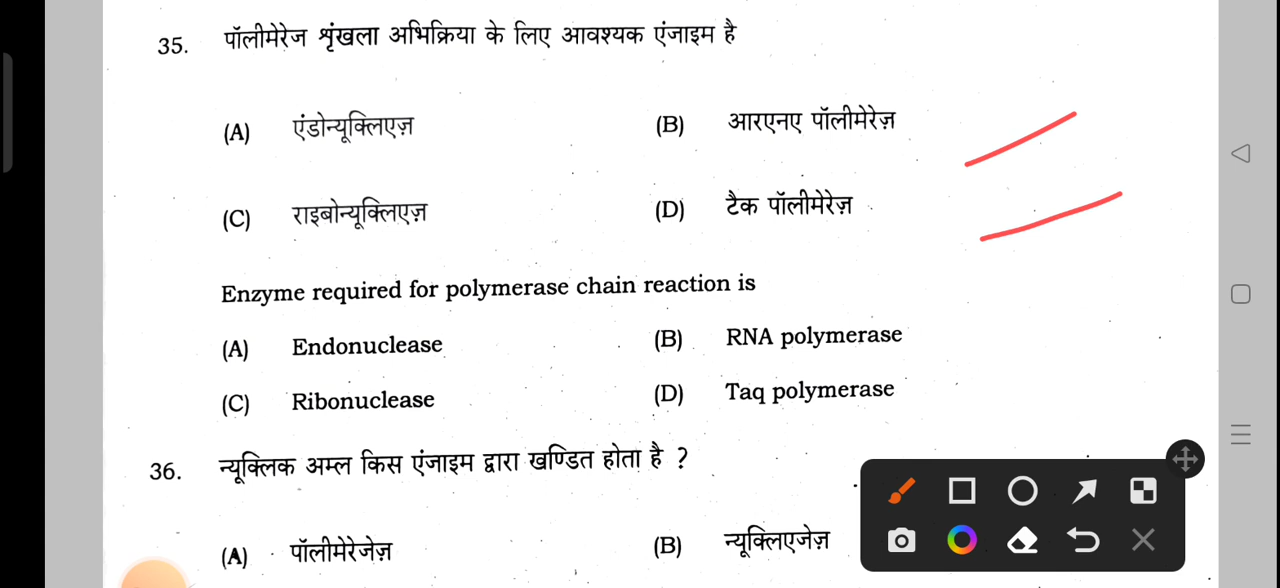 35. पॉलीमेरेज श्रृंखला अभिक्रिया के लिए आवश्यक एंजाइम है
(A) एंडोन्यूक्लिएज़ (B) आरएनए पॉलीमेरेज़
(C) राइबोन्यूक्लिएज़ (D) टैक पॉलीमेरेज़
Enzyme required for polymerase chain reaction is
(A) Endonuclease (B) RNA polymerase
(C) Ribonuclease (D) Taq polymerase
36. न्यूक्लिक अम्ल किस एंजाइम द्वारा खण्डित होता है ?
(A) पॉलीमेरेजेज़ (B) न्यूक्लिएजेज़